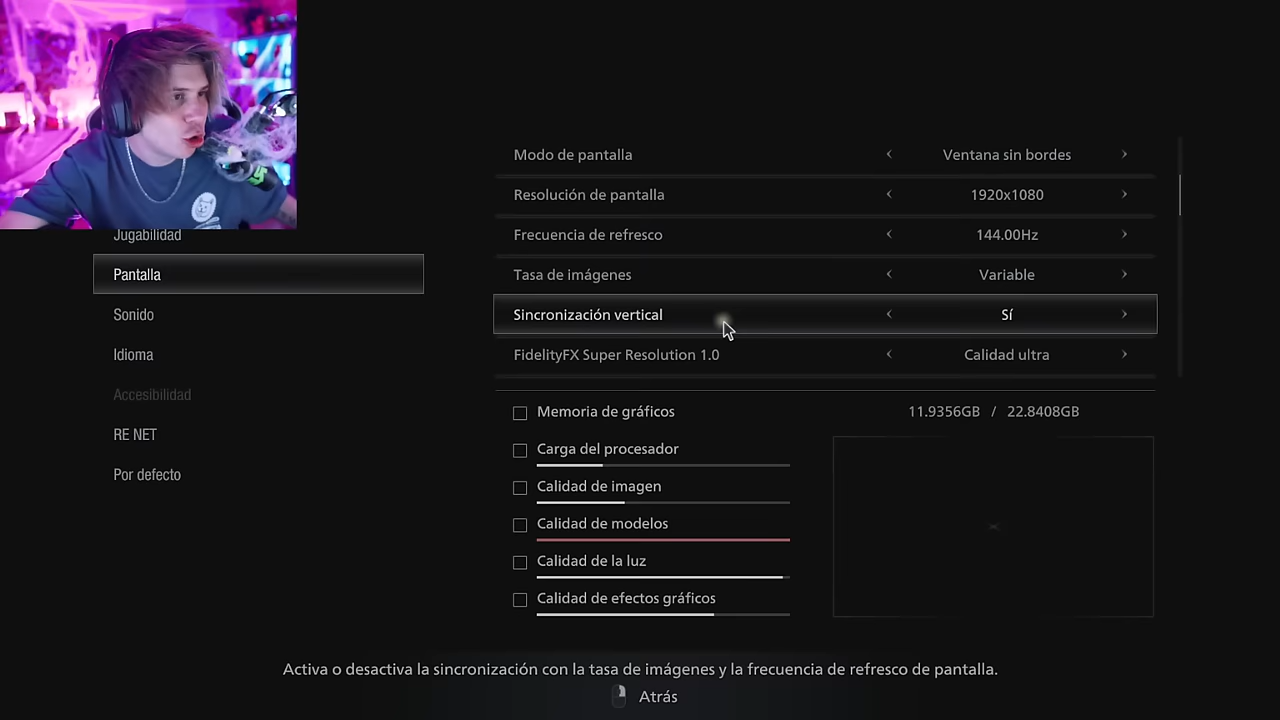 Jugabilidad
Pantalla
Sonido
Idioma
Accesibilidad
RE NET
Por defecto
Modo de pantalla Ventana sin bordes
Resolución de pantalla 1920x1080
Frecuencia de refresco 144.00Hz
Tasa de imágenes Variable
Sincronización vertical Sí
FidelityFX Super Resolution 1.0 Calidad ultra
Memoria de gráficos 11.9356GB / 22.8408GB
Carga del procesador
Calidad de imagen
Calidad de modelos
Calidad de la luz
Calidad de efectos gráficos
Activa o desactiva la sincronización con la tasa de imágenes y la frecuencia de refresco de pantalla.
Atrás